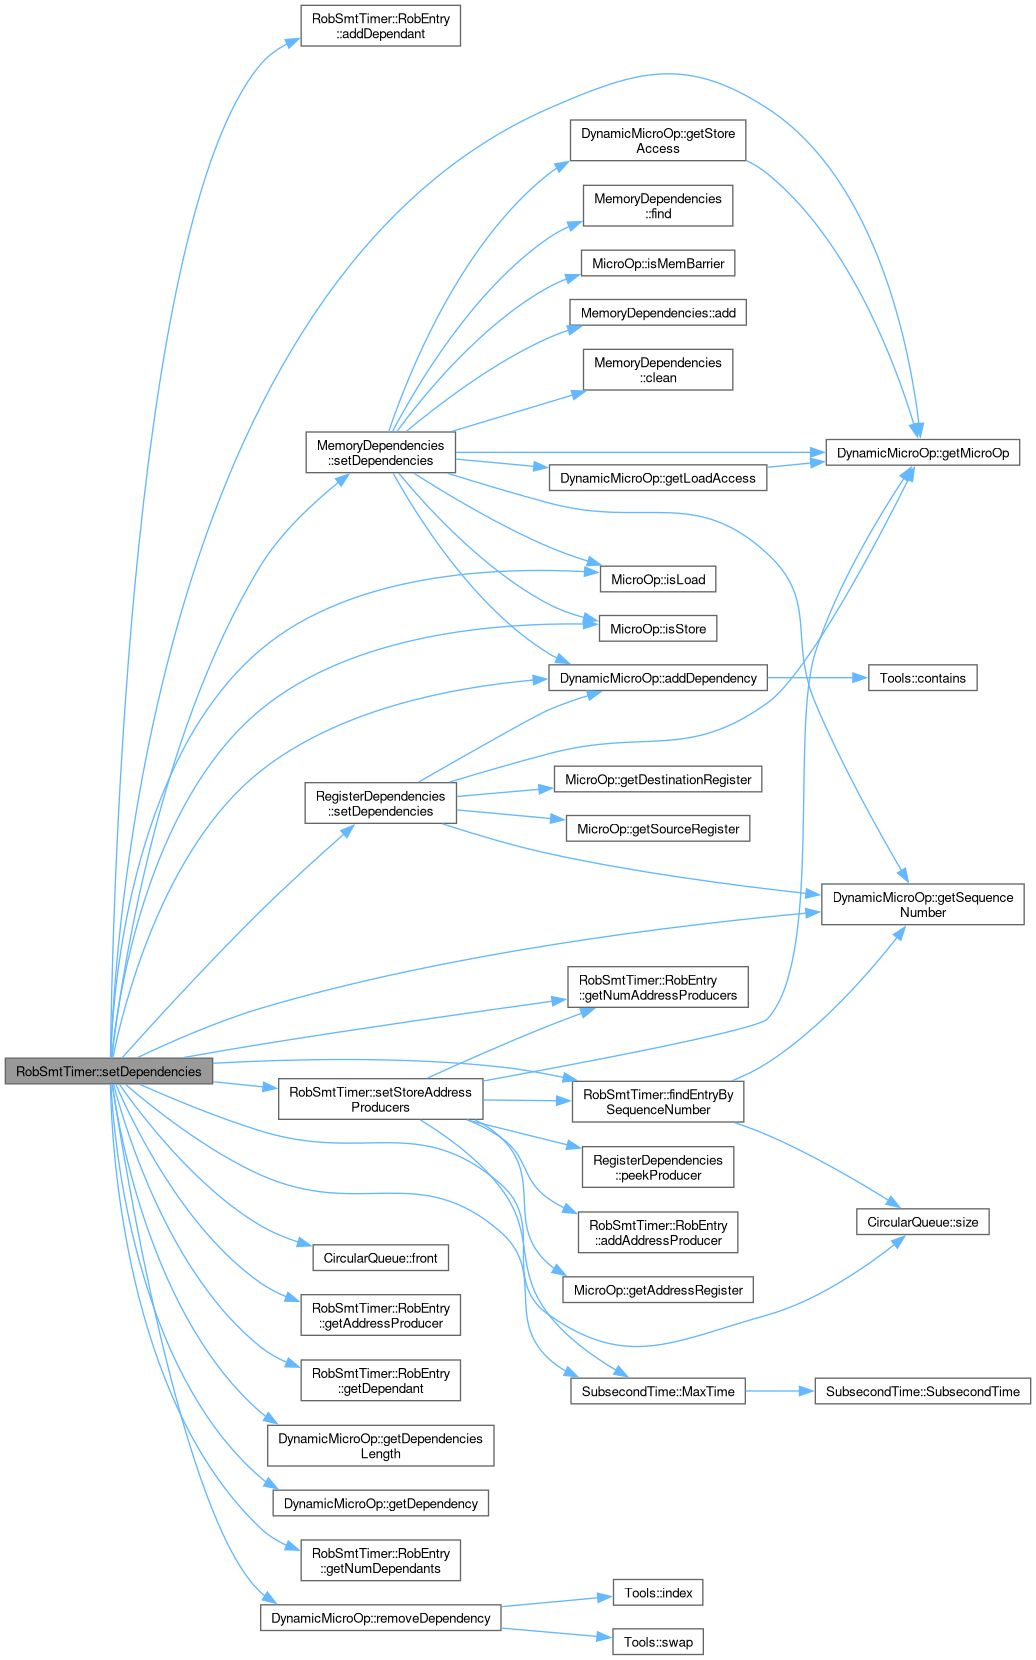 RobSmtTimer::RobEntry
::addDependant
DynamicMicroOp::getStore
Access
MemoryDependencies
::find
MicroOp::isMemBarrier
MemoryDependencies::add
MemoryDependencies
::clean
MemoryDependencies
::setDependencies
DynamicMicroOp::getMicroOp
DynamicMicroOp::getLoadAccess
MicroOp::isLoad
MicroOp::isStore
DynamicMicroOp::addDependency
Tools::contains
MicroOp::getDestinationRegister
RegisterDependencies
::setDependencies
MicroOp::getSourceRegister
DynamicMicroOp::getSequence
Number
RobSmtTimer::RobEntry
::getNumAddressProducers
RobSmtTimer::setDependencies
RobSmtTimer::setStoreAddress
Producers
RobSmtTimer::findEntryBy
SequenceNumber
RegisterDependencies
::peekProducer
CircularQueue::size
RobSmtTimer::RobEntry
::addAddressProducer
CircularQueue::front
MicroOp::getAddressRegister
RobSmtTimer::RobEntry
::getAddressProducer
RobSmtTimer::RobEntry
::getDependant
SubsecondTime::MaxTime
SubsecondTime::SubsecondTime
DynamicMicroOp::getDependencies
Length
DynamicMicroOp::getDependency
RobSmtTimer::RobEntry
::getNumDependants
Tools::index
DynamicMicroOp::removeDependency
Tools::swap